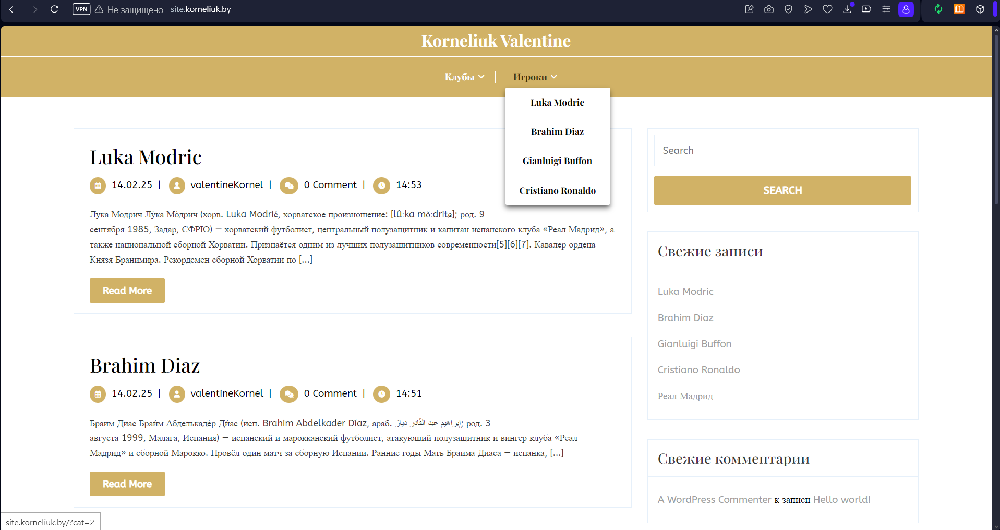 VPN Не защищено site.korneliuk.by
Korneliuk Valentine
Клубы Игроки
Luka Modric
Brahim Diaz
Gianluigi Buffon
Cristiano Ronaldo
Luka Modric
14.02.25 | valentineKornel | 0 Comment | 14:53
Лука Модрич Лу́ка Мо́дрич (хорв. Luka Modrić, хорватское произношение: [lûːka mǒːdritɕ]; род. 9
сентября 1985, Задар, СФРЮ) — хорватский футболист, центральный полузащитник и капитан испанского клуба «Реал Мадрид», а
также национальной сборной Хорватии. Признаётся одним из лучших полузащитников современности[5][6][7]. Кавалер ордена
Князя Бранимира. Рекордсмен сборной Хорватии по [...]
Read More
Brahim Diaz
14.02.25 | valentineKornel | 0 Comment | 14:51
Браим Диас Браи́м Абделькаде́р Ди́ас (исп. Brahim Abdelkader Díaz, араб. إبراهيم عبد القادر دياز; род. 3
августа 1999, Малага, Испания) — испанский и марокканский футболист, атакующий полузащитник и вингер клуба «Реал
Мадрид» и сборной Марокко. Провёл один матч за сборную Испании. Ранние годы Мать Браима Диаса — испанка, [...]
Read More
Search
SEARCH
Свежие записи
Luka Modric
Brahim Diaz
Gianluigi Buffon
Cristiano Ronaldo
Реал Мадрид
Свежие комментарии
A WordPress Commenter к записи Hello world!
site.korneliuk.by/?cat=2